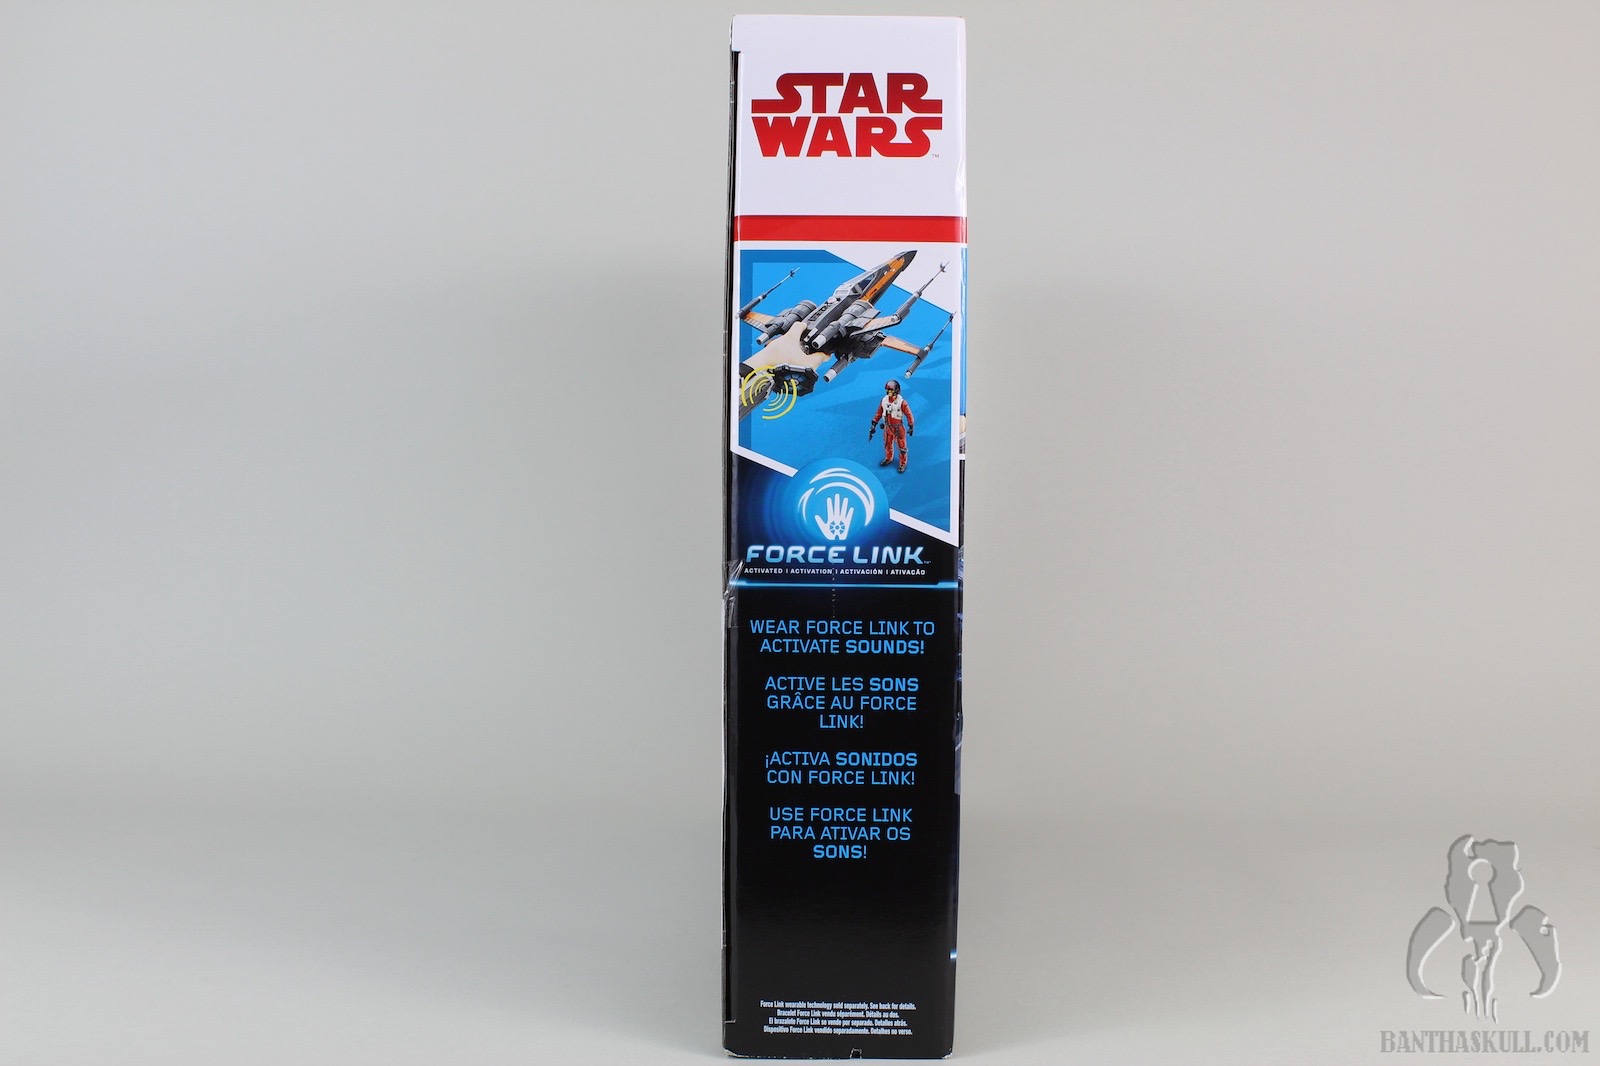 STAR
WARS
TM
FORCE LINK
ACTIVATED | ACTIVATION | ACTIVACIÓN | ATIVAÇÃO
WEAR FORCE LINK TO
ACTIVATE SOUNDS!
ACTIVE LES SONS
GRÂCE AU FORCE
LINK!
¡ACTIVA SONIDOS
CON FORCE LINK!
USE FORCE LINK
PARA ATIVAR OS
SONS!
Force Link wearable technology sold separately. See back for details.
Bracelet Force Link vendu séparément. Détails au dos.
El brazalete Force Link se vende por separado. Detalles atrás.
Dispositivo Force Link vendido separadamente. Detalhes no verso.
BANTHASKULL.COM